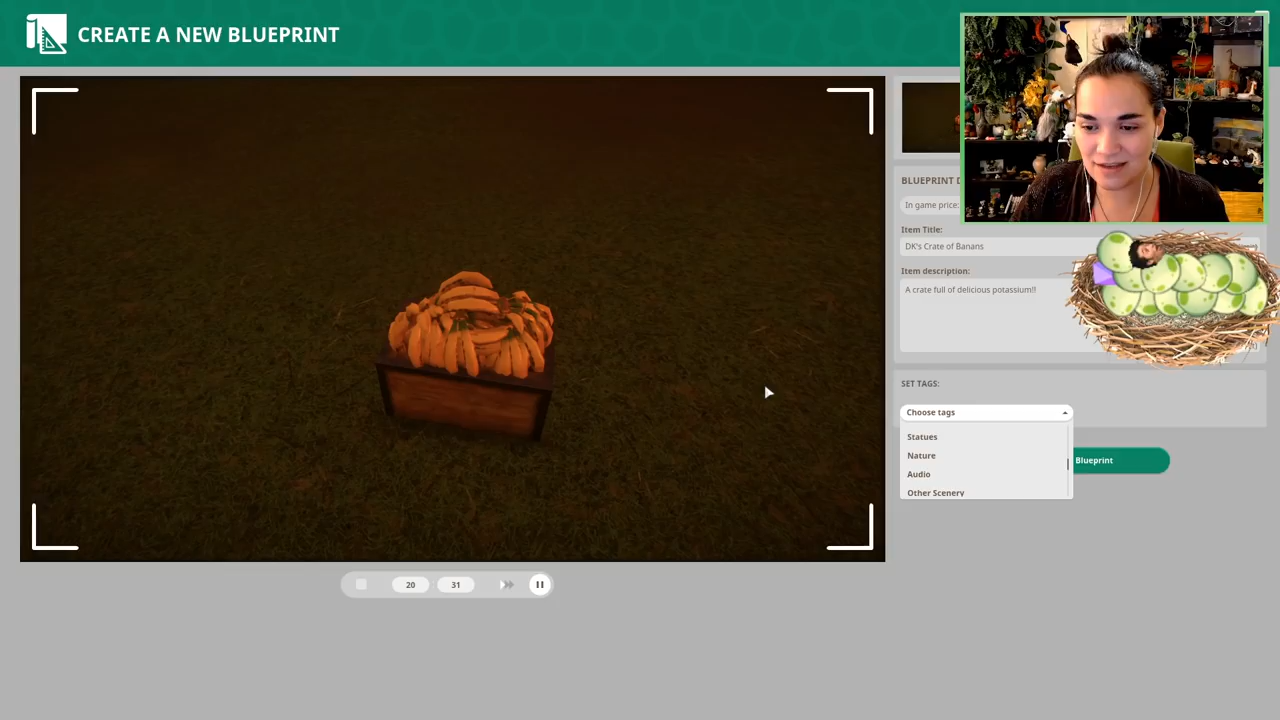 CREATE A NEW BLUEPRINT
BLUEPRINT
In game price:
Item Title:
DK's Crate of Banans
Item description:
A crate full of delicious potassium!!
SET TAGS:
Choose tags
Statues
Nature
Audio
Other Scenery
Blueprint
20
31